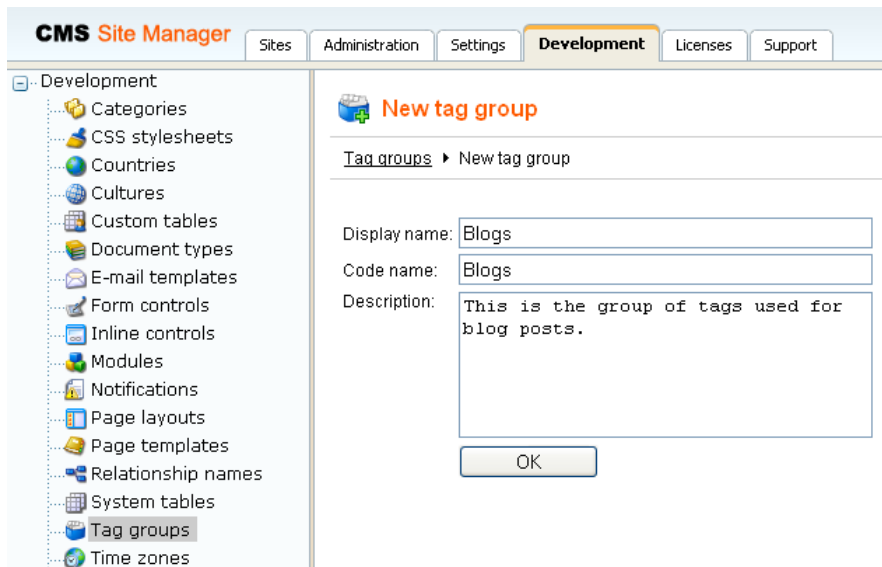 CMS Site Manager
Sites
Administration
Settings
Development
Licenses
Support
Development
Categories
CSS stylesheets
Countries
Cultures
Custom tables
Document types
E-mail templates
Form controls
Inline controls
Modules
Notifications
Page layouts
Page templates
Relationship names
System tables
Tag groups
Time zones
New tag group
Tag groups New tag group
Display name: Blogs
Code name: Blogs
Description: This is the group of tags used for
blog posts.
OK